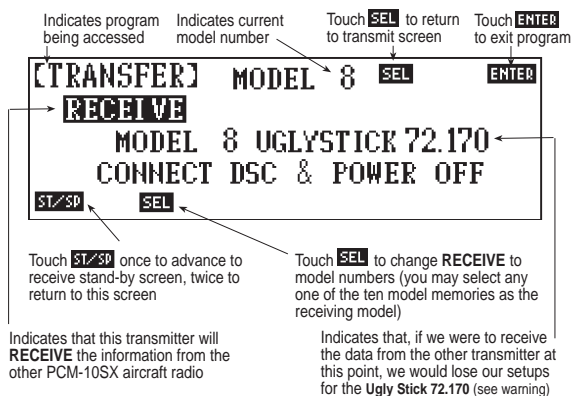 Indicates program
being accessed
Indicates current
model number
Touch SEL to return
to transmit screen
Touch ENTER
to exit program
[TRANSFER] MODEL 8 SEL ENTER
RECEIVE
MODEL 8 UGLYSTICK 72.170
CONNECT DSC & POWER OFF
ST/SP SEL
Touch ST/SP once to advance to
receive stand-by screen, twice to
return to this screen
Touch SEL to change RECEIVE to
model numbers (you may select any
one of the ten model memories as the
receiving model)
Indicates that this transmitter will
RECEIVE the information from the
other PCM-10SX aircraft radio
Indicates that, if we were to receive
the data from the other transmitter at
this point, we would lose our setups
for the Ugly Stick 72.170 (see warning)